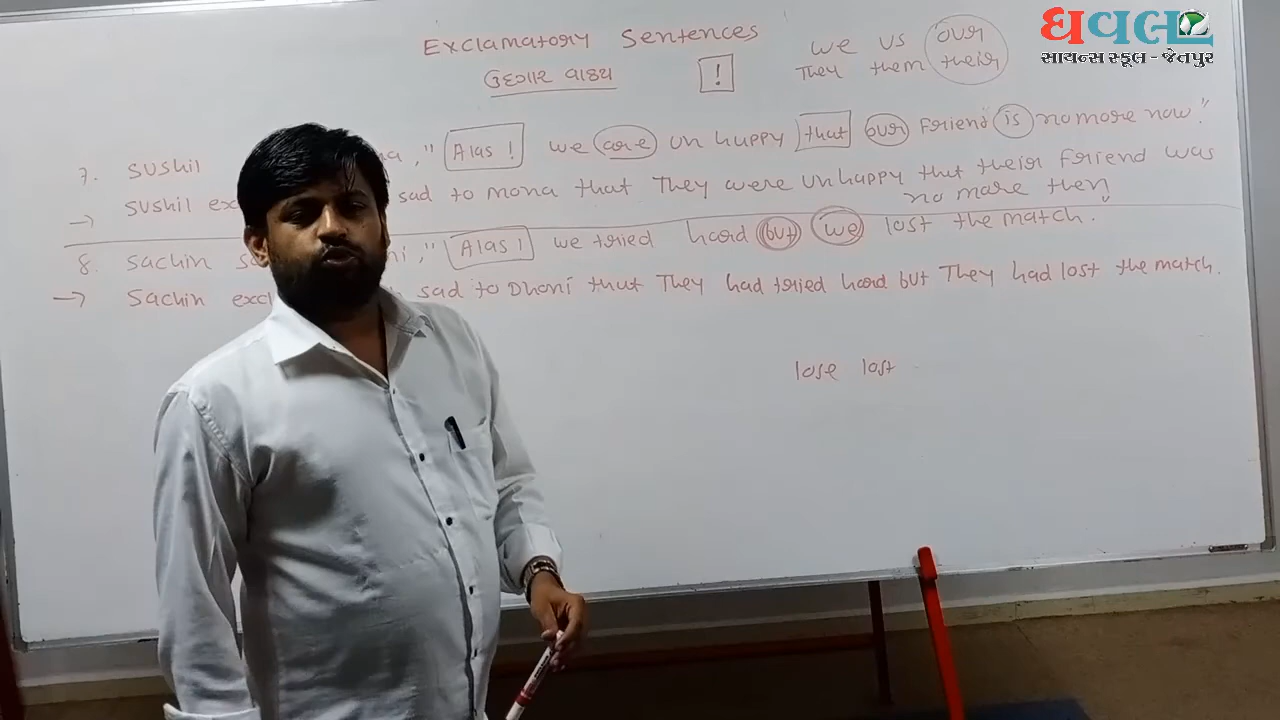 ધવલ
સાયન્સ સ્કૂલ - જેતપુર
Exclamatory Sentences
ઉદ્દગાર વાક્ય
!
we us our
They them their
7. Sushil " Alas ! we are unhappy that our Friend is no more now."
→ Sushil sad to Mona that They were unhappy that their Friend was
no more then.
8. Sachin " Alas ! we tried hard but we lost the match.
→ Sachin sad to Dhoni that They had tried hard but They had lost the match.
lose lost